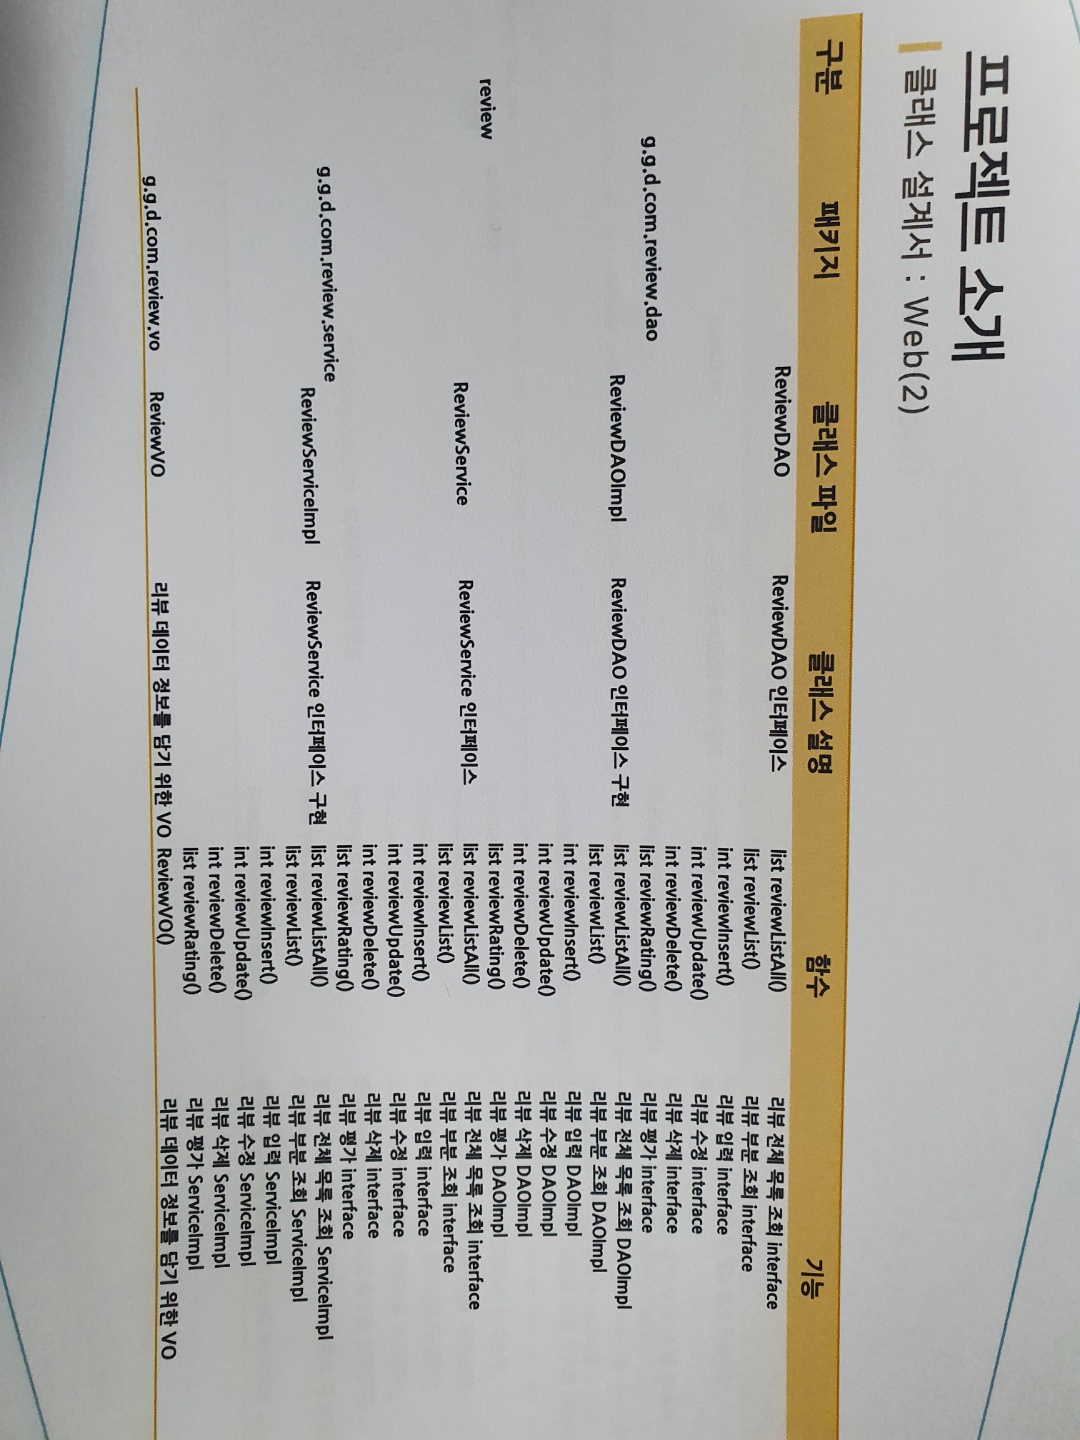 프로젝트 소개
클래스 설계서 : Web(2)
구분 패키지 클래스 파일 클래스 설명 함수 기능
ReviewDAO ReviewDAO 인터페이스 list reviewListAll() 리뷰 전체 목록 조회 interface
list reviewList() 리뷰 부분 조회 interface
int reviewInsert() 리뷰 입력 interface
int reviewUpdate() 리뷰 수정 interface
int reviewDelete() 리뷰 삭제 interface
g.g.d.com.review.dao list reviewRating() 리뷰 평가 interface
ReviewDAOImpl ReviewDAO 인터페이스 구현 list reviewListAll() 리뷰 전체 목록 조회 DAOImpl
list reviewList() 리뷰 부분 조회 DAOImpl
int reviewInsert() 리뷰 입력 DAOImpl
int reviewUpdate() 리뷰 수정 DAOImpl
int reviewDelete() 리뷰 삭제 DAOImpl
review list reviewRating() 리뷰 평가 DAOImpl
ReviewService ReviewService 인터페이스 list reviewListAll() 리뷰 전체 목록 조회 interface
list reviewList() 리뷰 부분 조회 interface
int reviewInsert() 리뷰 입력 interface
int reviewUpdate() 리뷰 수정 interface
int reviewDelete() 리뷰 삭제 interface
g.g.d.com.review.service list reviewRating() 리뷰 평가 interface
ReviewServiceImpl ReviewService 인터페이스 구현 list reviewListAll() 리뷰 전체 목록 조회 ServiceImpl
list reviewList() 리뷰 부분 조회 ServiceImpl
int reviewInsert() 리뷰 입력 ServiceImpl
int reviewUpdate() 리뷰 수정 ServiceImpl
int reviewDelete() 리뷰 삭제 ServiceImpl
list reviewRating() 리뷰 평가 ServiceImpl
g.g.d.com.review.vo ReviewVO 리뷰 데이터 정보를 담기 위한 VO ReviewVO() 리뷰 데이터 정보를 담기 위한 VO